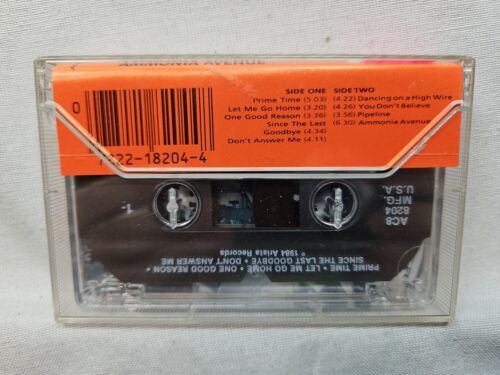 AMMONIA AVENUE
SIDE ONE
Prime Time (5.03)
Let Me Go Home (3.20)
One Good Reason (3.36)
Since The Last
Goodbye (4.34)
Don't Answer Me (4.11)
SIDE TWO
(4.22) Dancing on a High Wire
(4.26) You Don't Believe
(3.56) Pipeline
(6.30) Ammonia Avenue
0
22-18204-4
1
AC8
8204
MFG.
U.S.A.
PRIME TIME • LET ME GO HOME • ONE GOOD REASON •
SINCE THE LAST GOODBYE • DON'T ANSWER ME
℗ 1984 Arista Records